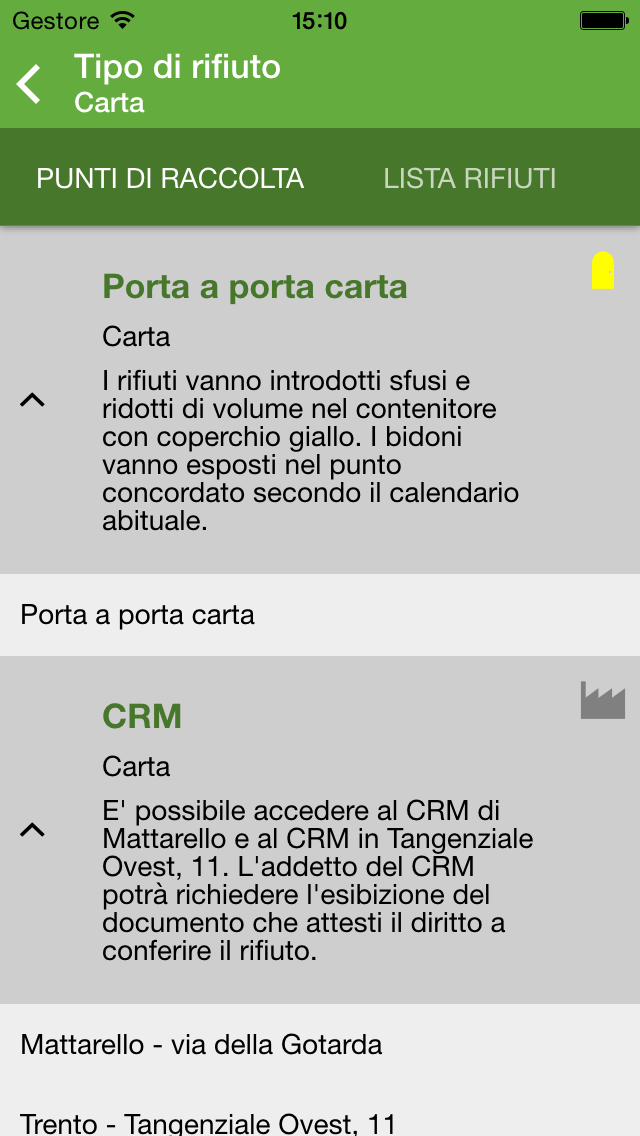 Gestore 15:10
Tipo di rifiuto
Carta
PUNTI DI RACCOLTA LISTA RIFIUTI
Porta a porta carta
Carta
I rifiuti vanno introdotti sfusi e
ridotti di volume nel contenitore
con coperchio giallo. I bidoni
vanno esposti nel punto
concordato secondo il calendario
abituale.
Porta a porta carta
CRM
Carta
E' possibile accedere al CRM di
Mattarello e al CRM in Tangenziale
Ovest, 11. L'addetto del CRM
potrà richiedere l'esibizione del
documento che attesti il diritto a
conferire il rifiuto.
Mattarello - via della Gotarda
Trento - Tangenziale Ovest, 11